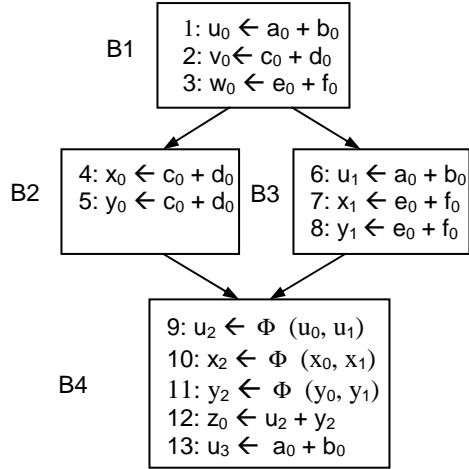 B1
1: u₀ ← a₀ + b₀
2: v₀ ← c₀ + d₀
3: w₀ ← e₀ + f₀
B2
4: x₀ ← c₀ + d₀
5: y₀ ← c₀ + d₀
B3
6: u₁ ← a₀ + b₀
7: x₁ ← e₀ + f₀
8: y₁ ← e₀ + f₀
B4
9: u₂ ← Φ (u₀, u₁)
10: x₂ ← Φ (x₀, x₁)
11: y₂ ← Φ (y₀, y₁)
12: z₀ ← u₂ + y₂
13: u₃ ← a₀ + b₀